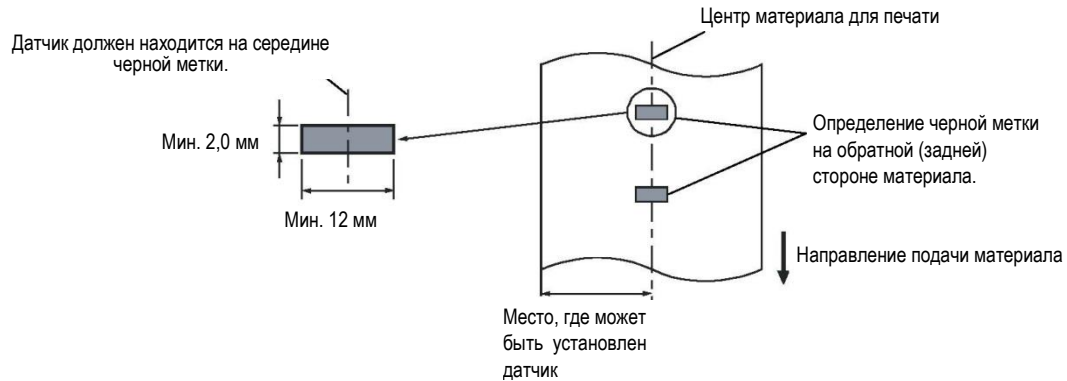 Центр материала для печати
Датчик должен находится на середине
черной метки.
Мин. 2,0 мм
Мин. 12 мм
Определение черной метки
на обратной (задней)
стороне материала.
Направление подачи материала
Место, где может
быть установлен
датчик